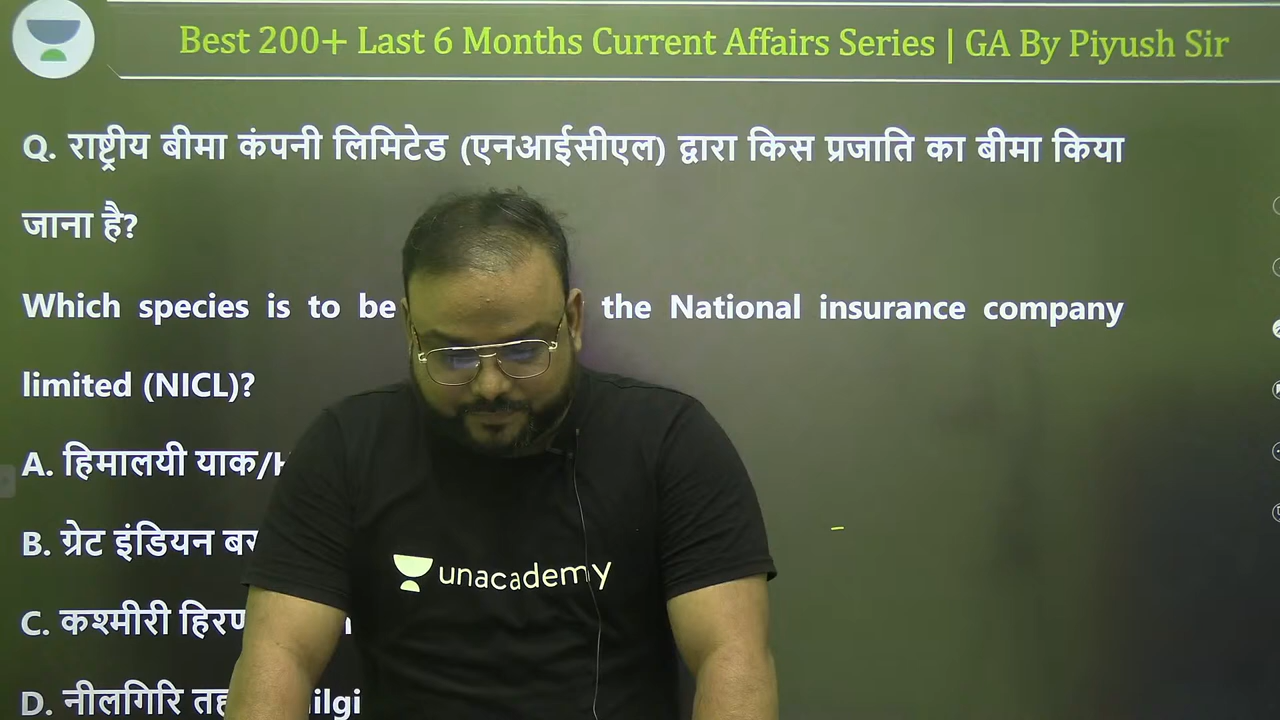 Best 200+ Last 6 Months Current Affairs Series | GA By Piyush Sir
Q. राष्ट्रीय बीमा कंपनी लिमिटेड (एनआईसीएल) द्वारा किस प्रजाति का बीमा किया
जाना है?
Which species is to be the National insurance company
limited (NICL)?
A. हिमालयी याक/
B. ग्रेट इंडियन
C. कश्मीरी
D. नीलगिरि
unacademy